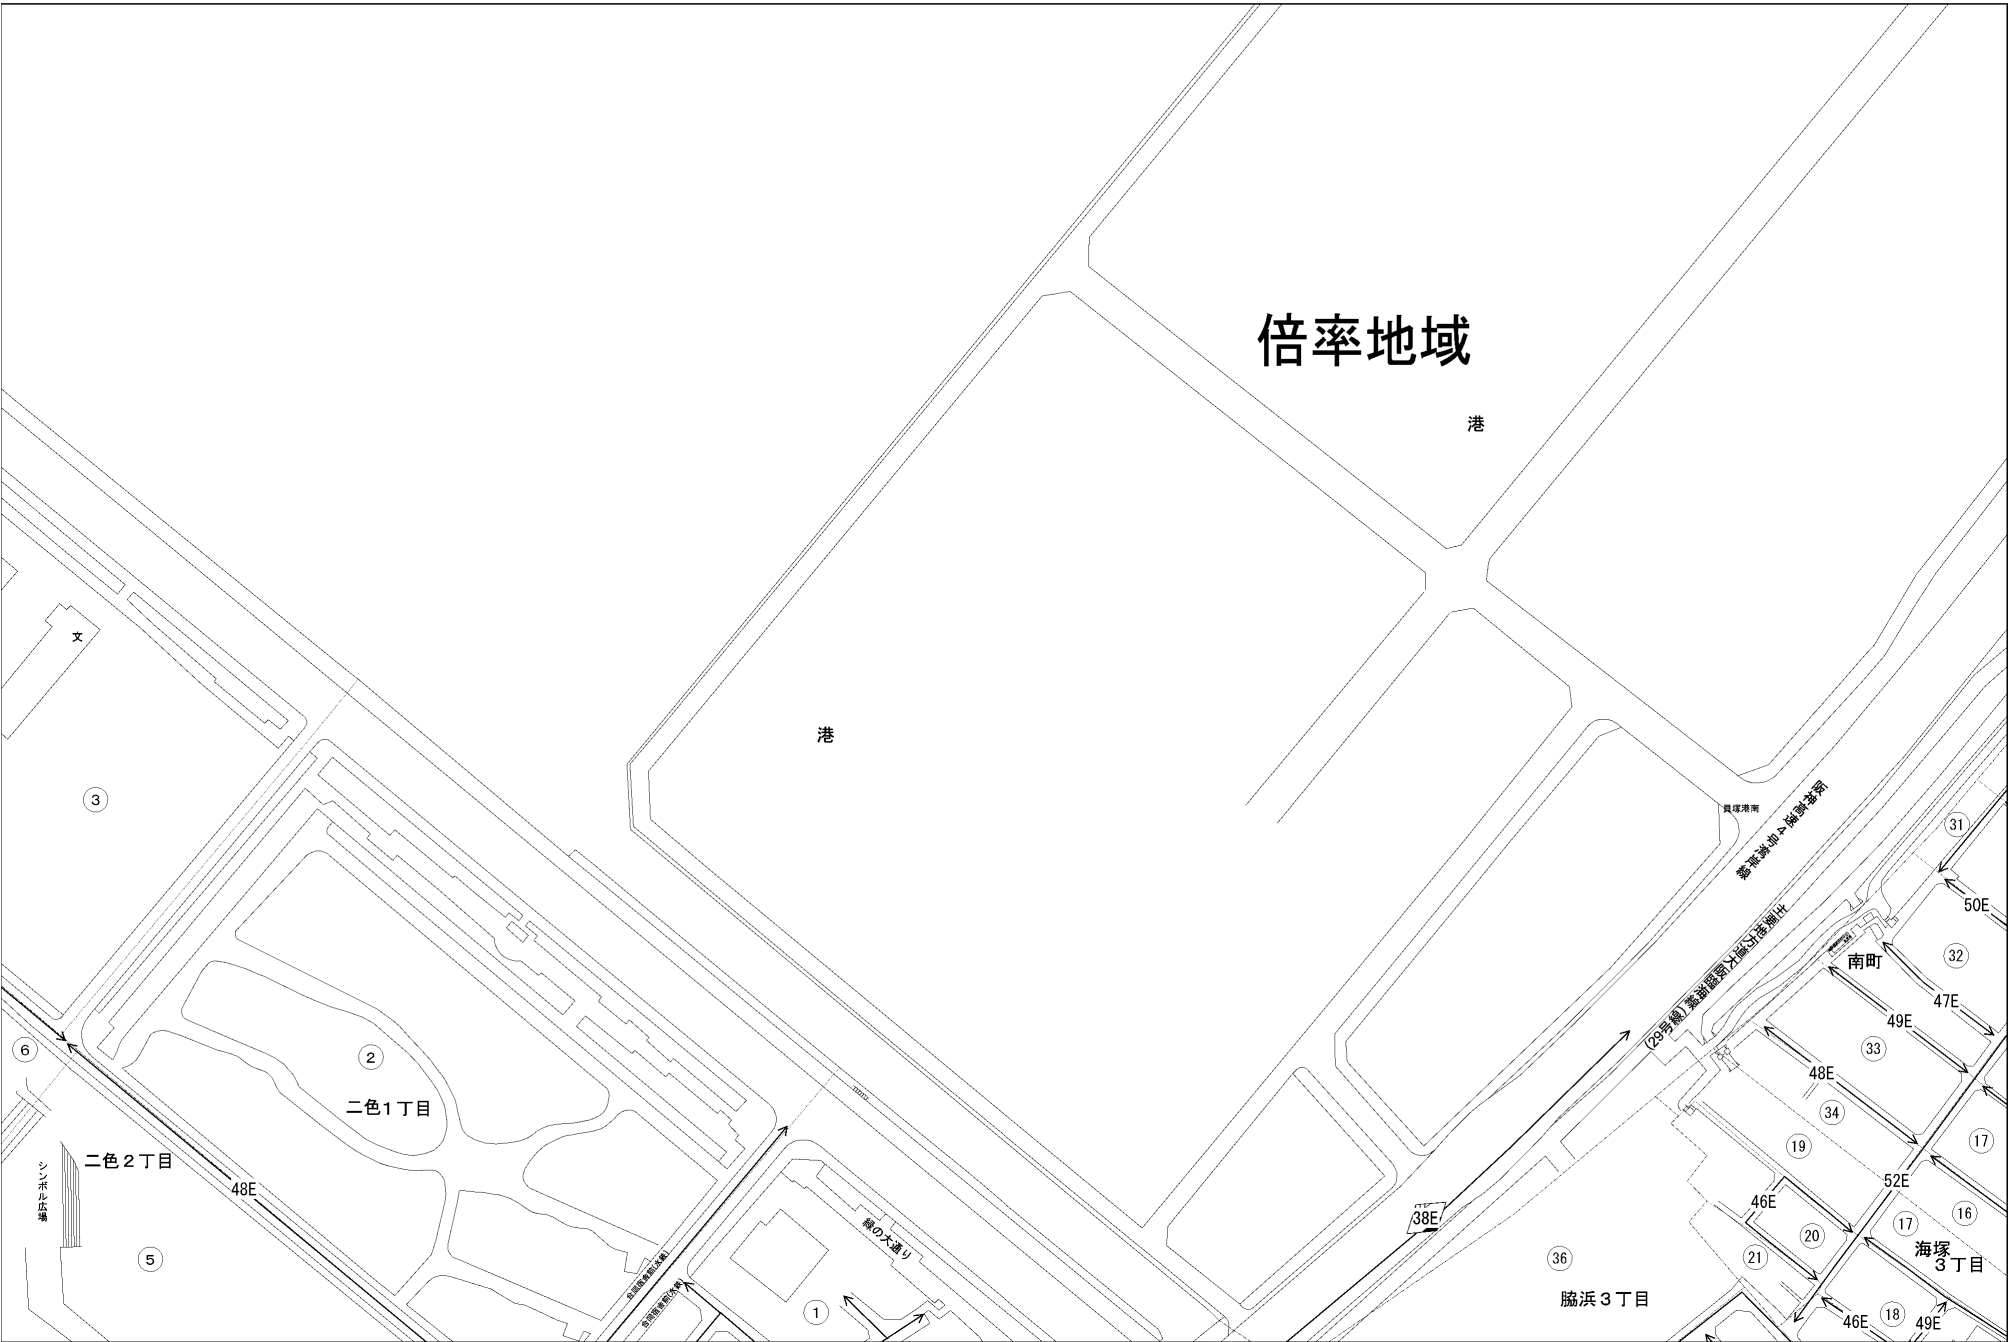 倍率地域
港
港
文
阪神高速4号湾岸線
貝塚港南
主要地方道大阪臨海線(29号線)
3
31
50E
32
南町
47E
49E
33
48E
34
19
17
52E
46E
16
17
20
21
海塚
3丁目
36
脇浜3丁目
18
46E
49E
38E
6
2
二色1丁目
二色2丁目
48E
シンボル広場
5
緑の大通り
1